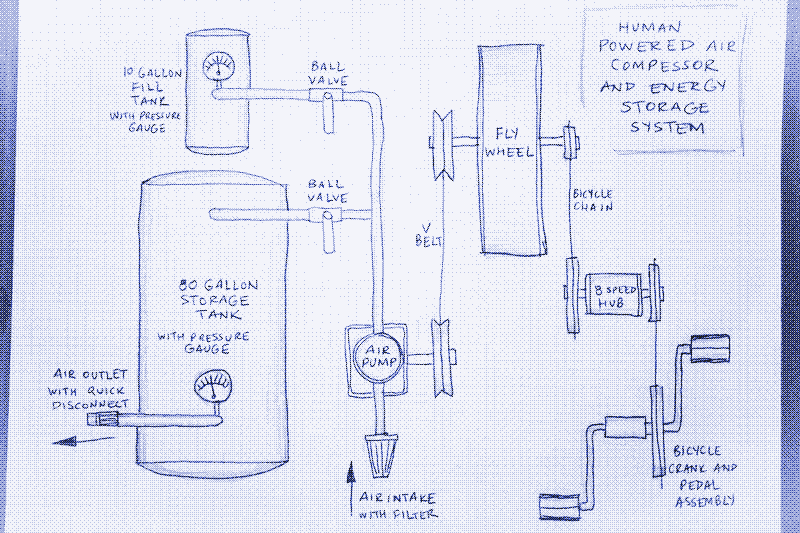 HUMAN
POWERED AIR
COMPESSOR
AND ENERGY
STORAGE
SYSTEM
10 GALLON
FILL
TANK
WITH PRESSURE
GAUGE
BALL
VALVE
FLY
WHEEL
BICYCLE
CHAIN
BALL
VALVE
V
BELT
80 GALLON
STORAGE
TANK
WITH PRESSURE
GAUGE
8 SPEED
HUB
AIR
PUMP
AIR OUTLET
WITH QUICK
DISCONNECT
BICYCLE
CRANK AND
PEDAL
ASSEMBLY
AIR INTAKE
WITH FILTER